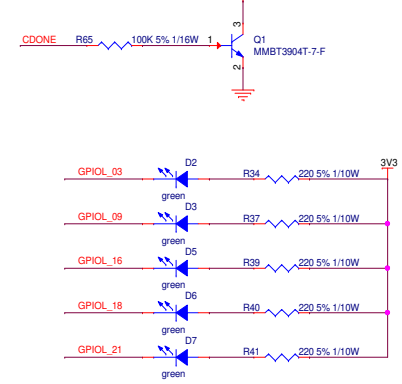 3
CDONE R65 100K 5% 1/16W 1 Q1
MMBT3904T-7-F
2
3V3
GPIOL_03 D2 R34 220 5% 1/10W
green
GPIOL_09 D3 R37 220 5% 1/10W
green
GPIOL_16 D5 R39 220 5% 1/10W
green
GPIOL_18 D6 R40 220 5% 1/10W
green
GPIOL_21 D7 R41 220 5% 1/10W
green